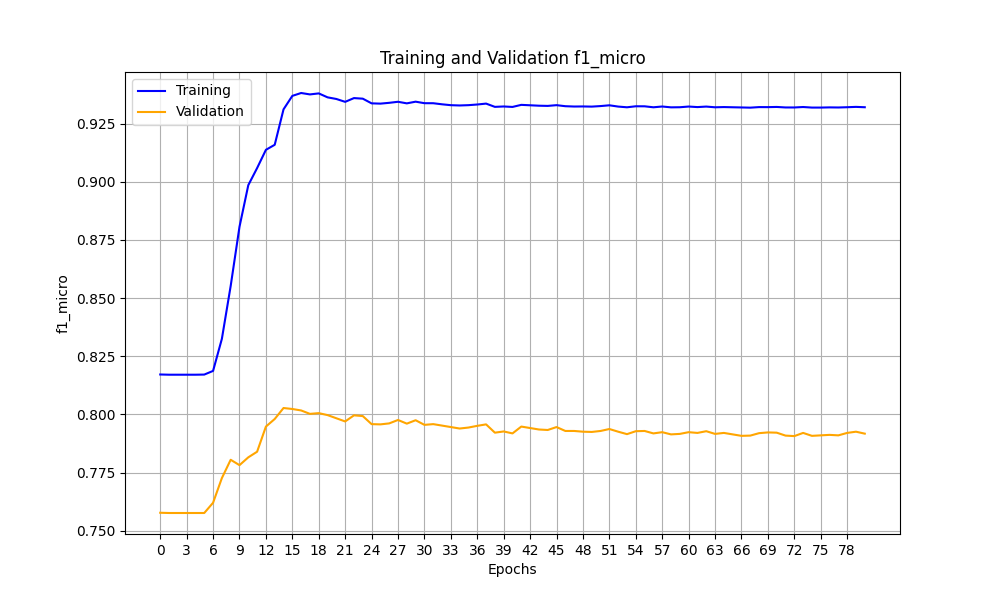 Training and Validation f1_micro
Training
Validation
f1_micro
0.925
0.900
0.875
0.850
0.825
0.800
0.775
0.750
0 3 6 9 12 15 18 21 24 27 30 33 36 39 42 45 48 51 54 57 60 63 66 69 72 75 78
Epochs